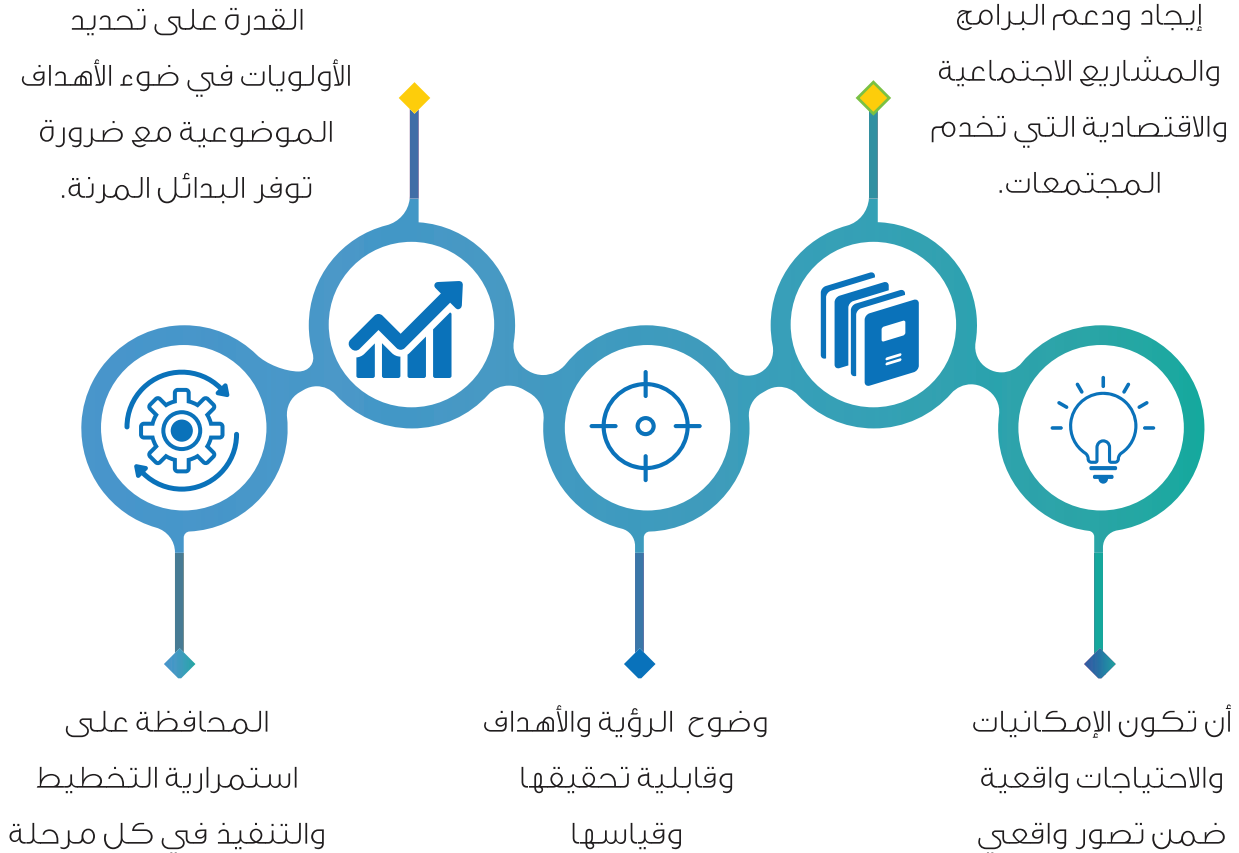 إيجاد ودعم البرامج
والمشاريع الاجتماعية
والاقتصادية التي تخدم
المجتمعات.
القدرة على تحديد
الأولويات في ضوء الأهداف
الموضوعية مع ضرورة
توفر البدائل المرنة.
أن تكون الإمكانيات
والاحتياجات واقعية
ضمن تصور واقعي
وضوح الرؤية والأهداف
وقابلية تحقيقها
وقياسها
المحافظة على
استمرارية التخطيط
والتنفيذ في كل مرحلة